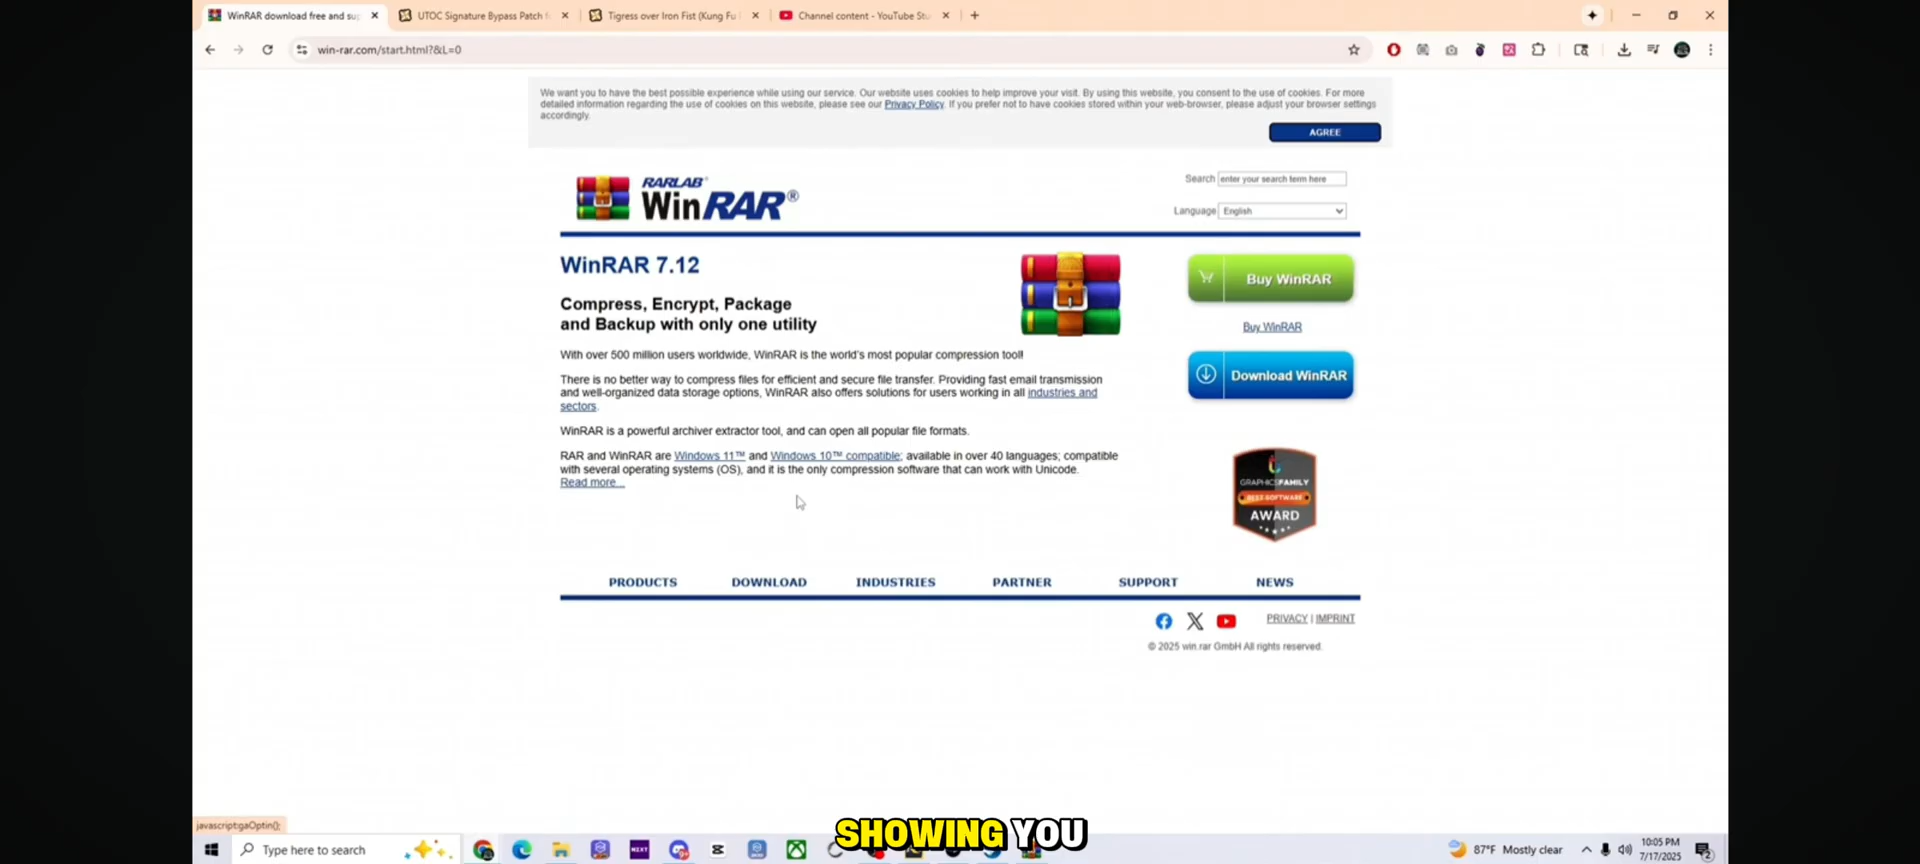 WinRAR download free and sup
UTOC Signature Bypass Patch f
Tigress over Iron Fist (Kung Fu
Channel content - YouTube Stu
win-rar.com/start.html?&L=0
We want you to have the best possible experience while using our service. Our website uses cookies to help improve your visit. By using this website, you consent to the use of cookies. For more
detailed information regarding the use of cookies on this website, please see our Privacy Policy. If you prefer not to have cookies stored within your web-browser, please adjust your browser settings
accordingly.
AGREE
RARLAB®
WinRAR®
Search enter your search term here
Language English
WinRAR 7.12
Compress, Encrypt, Package
and Backup with only one utility
With over 500 million users worldwide, WinRAR is the world's most popular compression tool!
There is no better way to compress files for efficient and secure file transfer. Providing fast email transmission
and well-organized data storage options, WinRAR also offers solutions for users working in all industries and
sectors.
WinRAR is a powerful archiver extractor tool, and can open all popular file formats.
RAR and WinRAR are Windows 11™ and Windows 10™ compatible; available in over 40 languages; compatible
with several operating systems (OS), and it is the only compression software that can work with Unicode.
Read more...
Buy WinRAR
Buy WinRAR
Download WinRAR
GRAPHICSFAMILY
BEST SOFTWARE
AWARD
PRODUCTS DOWNLOAD INDUSTRIES PARTNER SUPPORT NEWS
PRIVACY | IMPRINT
© 2025 win.rar GmbH All rights reserved.
javascript:gaOptin();
SHOWING YOU
Type here to search
NEXT
87°F Mostly clear
10:05 PM
7/17/2025
2